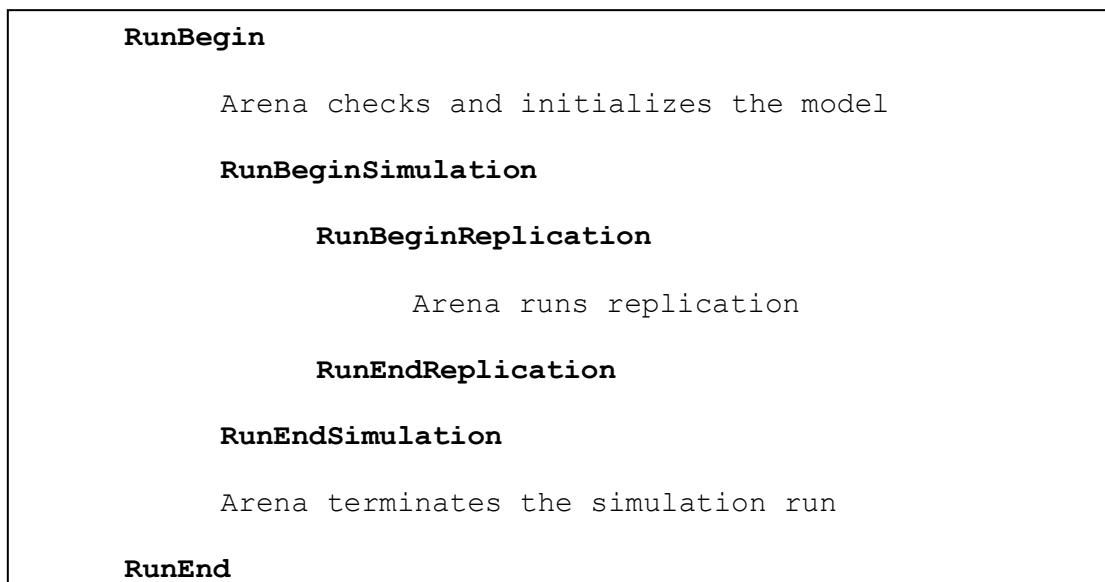 RunBegin
Arena checks and initializes the model
RunBeginSimulation
RunBeginReplication
Arena runs replication
RunEndReplication
RunEndSimulation
Arena terminates the simulation run
RunEnd